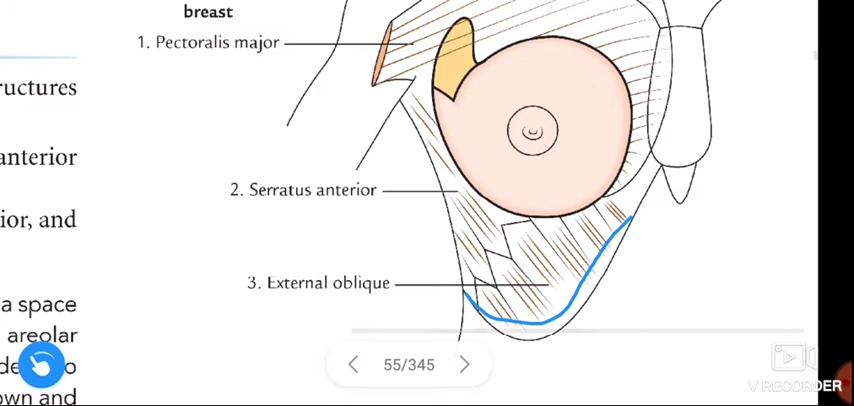 breast
1. Pectoralis major
ructures
anterior
2. Serratus anterior
ior, and
3. External oblique
a space
areolar
own and
55/345
V RECORDER